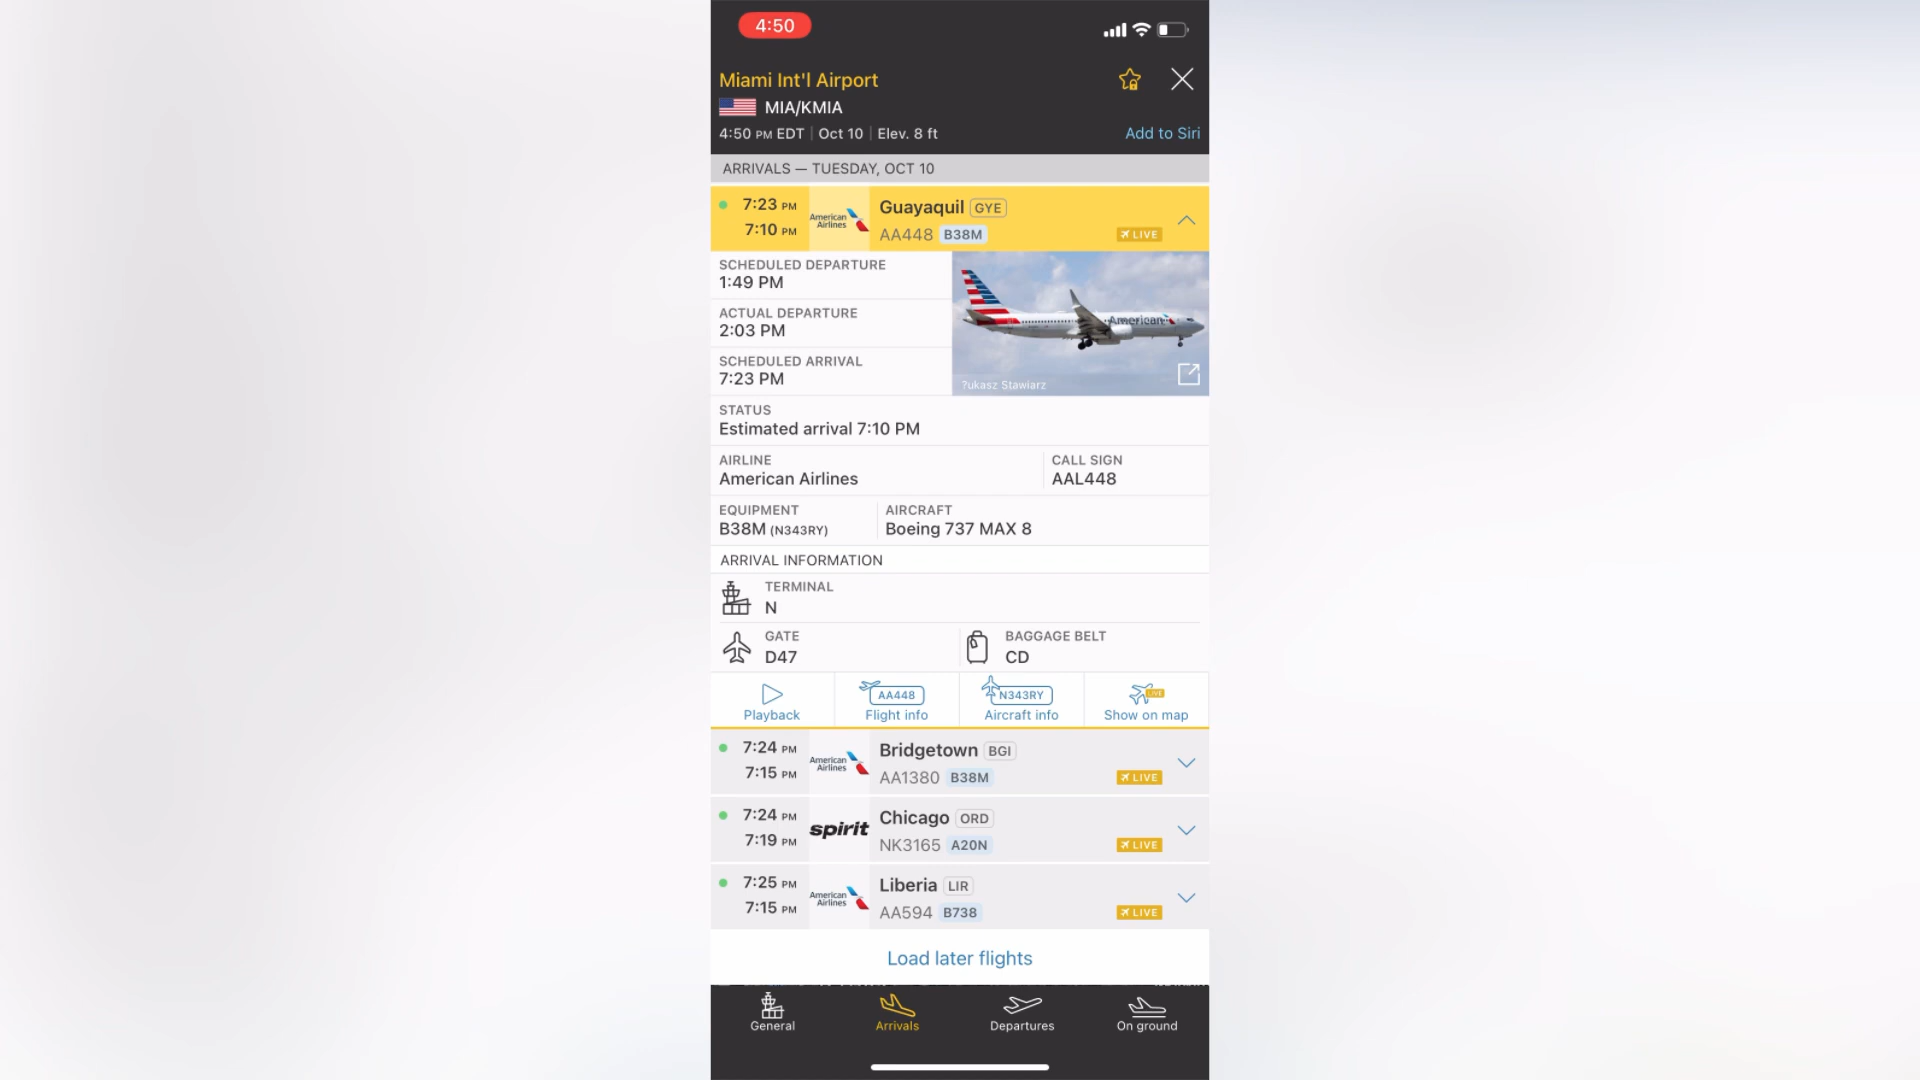 4:50
Miami Int'l Airport
MIA/KMIA
4:50 PM EDT | Oct 10 | Elev. 8 ft
Add to Siri
ARRIVALS — TUESDAY, OCT 10
7:23 PM
7:10 PM
American Airlines
Guayaquil GYE
AA448 B38M
LIVE
SCHEDULED DEPARTURE
1:49 PM
ACTUAL DEPARTURE
2:03 PM
SCHEDULED ARRIVAL
7:23 PM
American
?ukasz Stawiarz
STATUS
Estimated arrival 7:10 PM
AIRLINE
American Airlines
CALL SIGN
AAL448
EQUIPMENT
B38M (N343RY)
AIRCRAFT
Boeing 737 MAX 8
ARRIVAL INFORMATION
TERMINAL
N
GATE
D47
BAGGAGE BELT
CD
Playback
AA448
Flight info
N343RY
Aircraft info
LIVE
Show on map
7:24 PM
7:15 PM
American Airlines
Bridgetown BGI
AA1380 B38M
LIVE
7:24 PM
7:19 PM
spirit
Chicago ORD
NK3165 A20N
LIVE
7:25 PM
7:15 PM
American Airlines
Liberia LIR
AA594 B738
LIVE
Load later flights
General
Arrivals
Departures
On ground